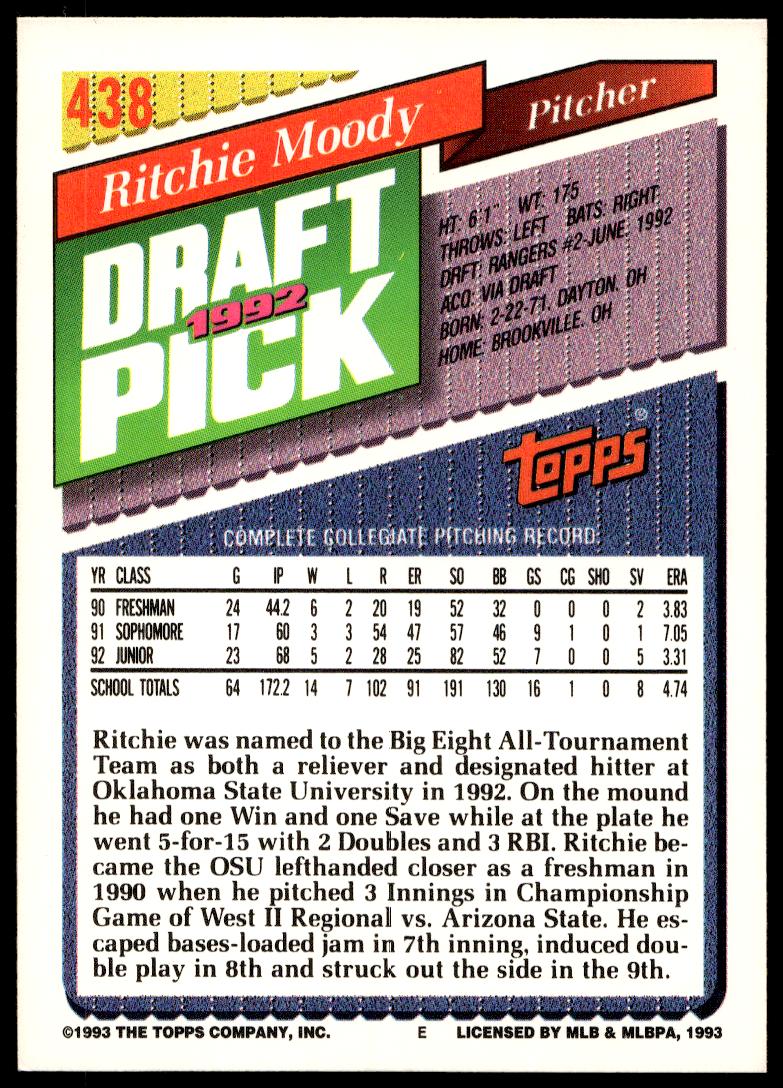 438
Ritchie Moody
Pitcher
DRAFT
1992
PICK
HT: 6'1" WT: 175
THROWS: LEFT BATS: RIGHT
DRFT: RANGERS #2-JUNE, 1992
ACQ: VIA DRAFT
BORN: 2-22-71, DAYTON, OH
HOME: BROOKVILLE, OH
TOPPS ®
COMPLETE COLLEGIATE PITCHING RECORD
YR CLASS G IP W L R ER SO BB GS CG SHO SV ERA
90 FRESHMAN 24 44.2 6 2 20 19 52 32 0 0 0 2 3.83
91 SOPHOMORE 17 60 3 3 54 47 57 46 9 1 0 1 7.05
92 JUNIOR 23 68 5 2 28 25 82 52 7 0 0 5 3.31
SCHOOL TOTALS 64 172.2 14 7 102 91 191 130 16 1 0 8 4.74
Ritchie was named to the Big Eight All-Tournament
Team as both a reliever and designated hitter at
Oklahoma State University in 1992. On the mound
he had one Win and one Save while at the plate he
went 5-for-15 with 2 Doubles and 3 RBI. Ritchie be-
came the OSU lefthanded closer as a freshman in
1990 when he pitched 3 Innings in Championship
Game of West II Regional vs. Arizona State. He es-
caped bases-loaded jam in 7th inning, induced dou-
ble play in 8th and struck out the side in the 9th.
©1993 THE TOPPS COMPANY, INC. E LICENSED BY MLB & MLBPA, 1993